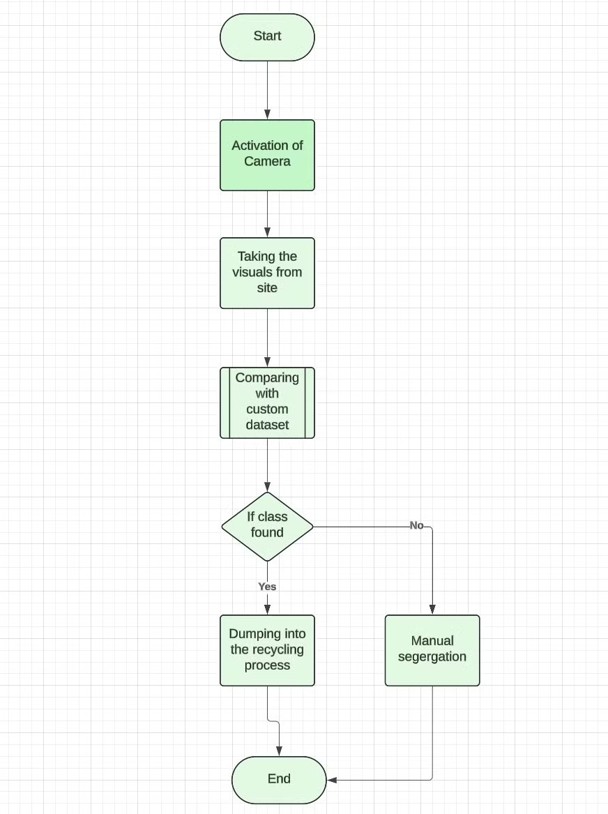 Start
Activation of
Camera
Taking the
visuals from
site
Comparing
with
custom
dataset
If class
found
No
Yes
Dumping into
the recycling
process
Manual
segergation
End